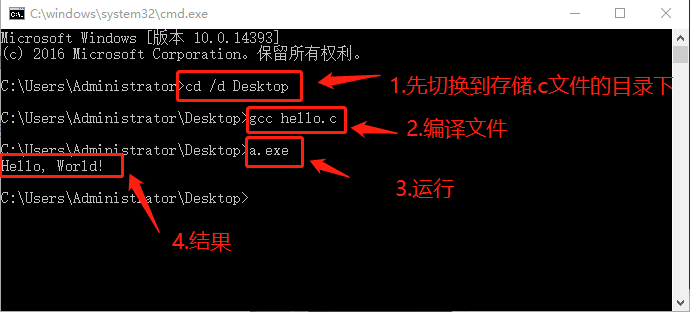 C:\windows\system32\cmd.exe
Microsoft Windows [版本 10.0.14393]
(c) 2016 Microsoft Corporation。保留所有权利。
C:\Users\Administrator>cd /d Desktop
1.先切换到存储.c文件的目录下
C:\Users\Administrator\Desktop>gcc hello.c
2.编译文件
C:\Users\Administrator\Desktop>a.exe
Hello, World!
3.运行
C:\Users\Administrator\Desktop>
4.结果